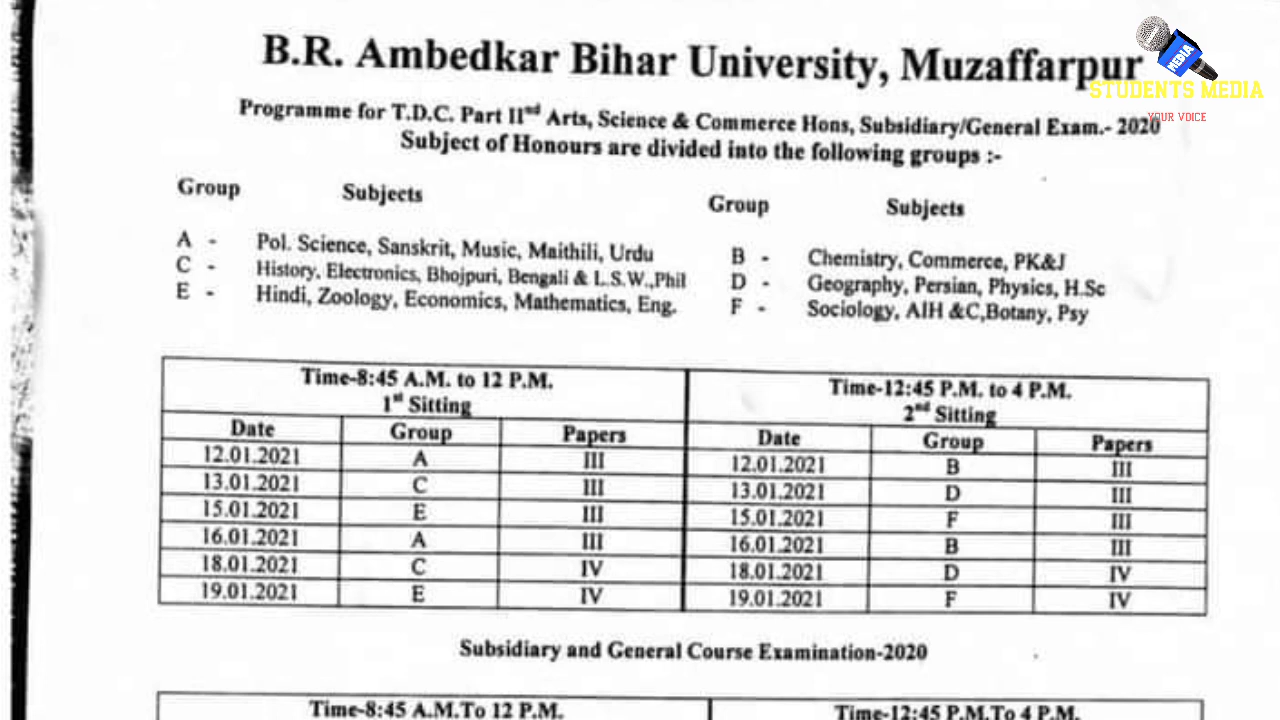 B.R. Ambedkar Bihar University, Muzaffarpur
MEDIA
STUDENTS MEDIA
YOUR VOICE
Programme for T.D.C. Part IInd Arts, Science & Commerce Hons, Subsidiary/General Exam.- 2020
Subject of Honours are divided into the following groups :-
Group Subjects Group Subjects
A - Pol. Science, Sanskrit, Music, Maithili, Urdu B - Chemistry, Commerce, PK&J
C - History, Electronics, Bhojpuri, Bengali & L.S.W.,Phil D - Geography, Persian, Physics, H.Sc
E - Hindi, Zoology, Economics, Mathematics, Eng. F - Sociology, AIH &C,Botany, Psy
Time-8:45 A.M. to 12 P.M. Time-12:45 P.M. to 4 P.M.
1st Sitting 2nd Sitting
Date Group Papers Date Group Papers
12.01.2021 A III 12.01.2021 B III
13.01.2021 C III 13.01.2021 D III
15.01.2021 E III 15.01.2021 F III
16.01.2021 A III 16.01.2021 B III
18.01.2021 C IV 18.01.2021 D IV
19.01.2021 E IV 19.01.2021 F IV
Subsidiary and General Course Examination-2020
Time-8:45 A.M.To 12 P.M. Time-12:45 P.M.To 4 P.M.